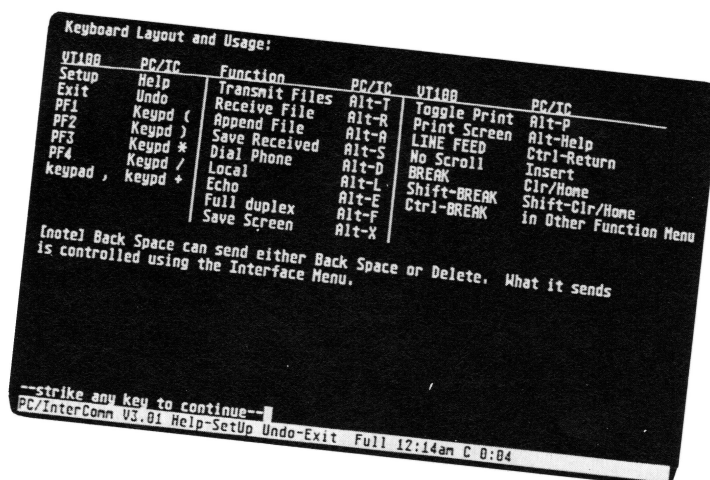 Keyboard Layout and Usage:
VT100 PC/TC Function PC/TC VT100 PC/TC
Setup Help Transmit Files Alt-T Toggle Print Alt-P
Exit Undo Receive File Alt-R Print Screen Alt-Help
PF1 Keypd ( Append File Alt-A LINE FEED Ctrl-Return
PF2 Keypd ) Save Received Alt-S No Scroll Insert
PF3 Keypd * Dial Phone Alt-D BREAK Clr/Home
PF4 Keypd / Local Alt-L Shift-BREAK Shift-Clr/Home
keypad , keypd + Echo Alt-E Ctrl-BREAK in Other Function Menu
Full duplex Alt-F
Save Screen Alt-X
[note] Back Space can send either Back Space or Delete. What it sends
is controlled using the Interface Menu.
--strike any key to continue--
PC/InterComm V3.01 Help-SetUp Undo-Exit Full 12:14am C 0:04